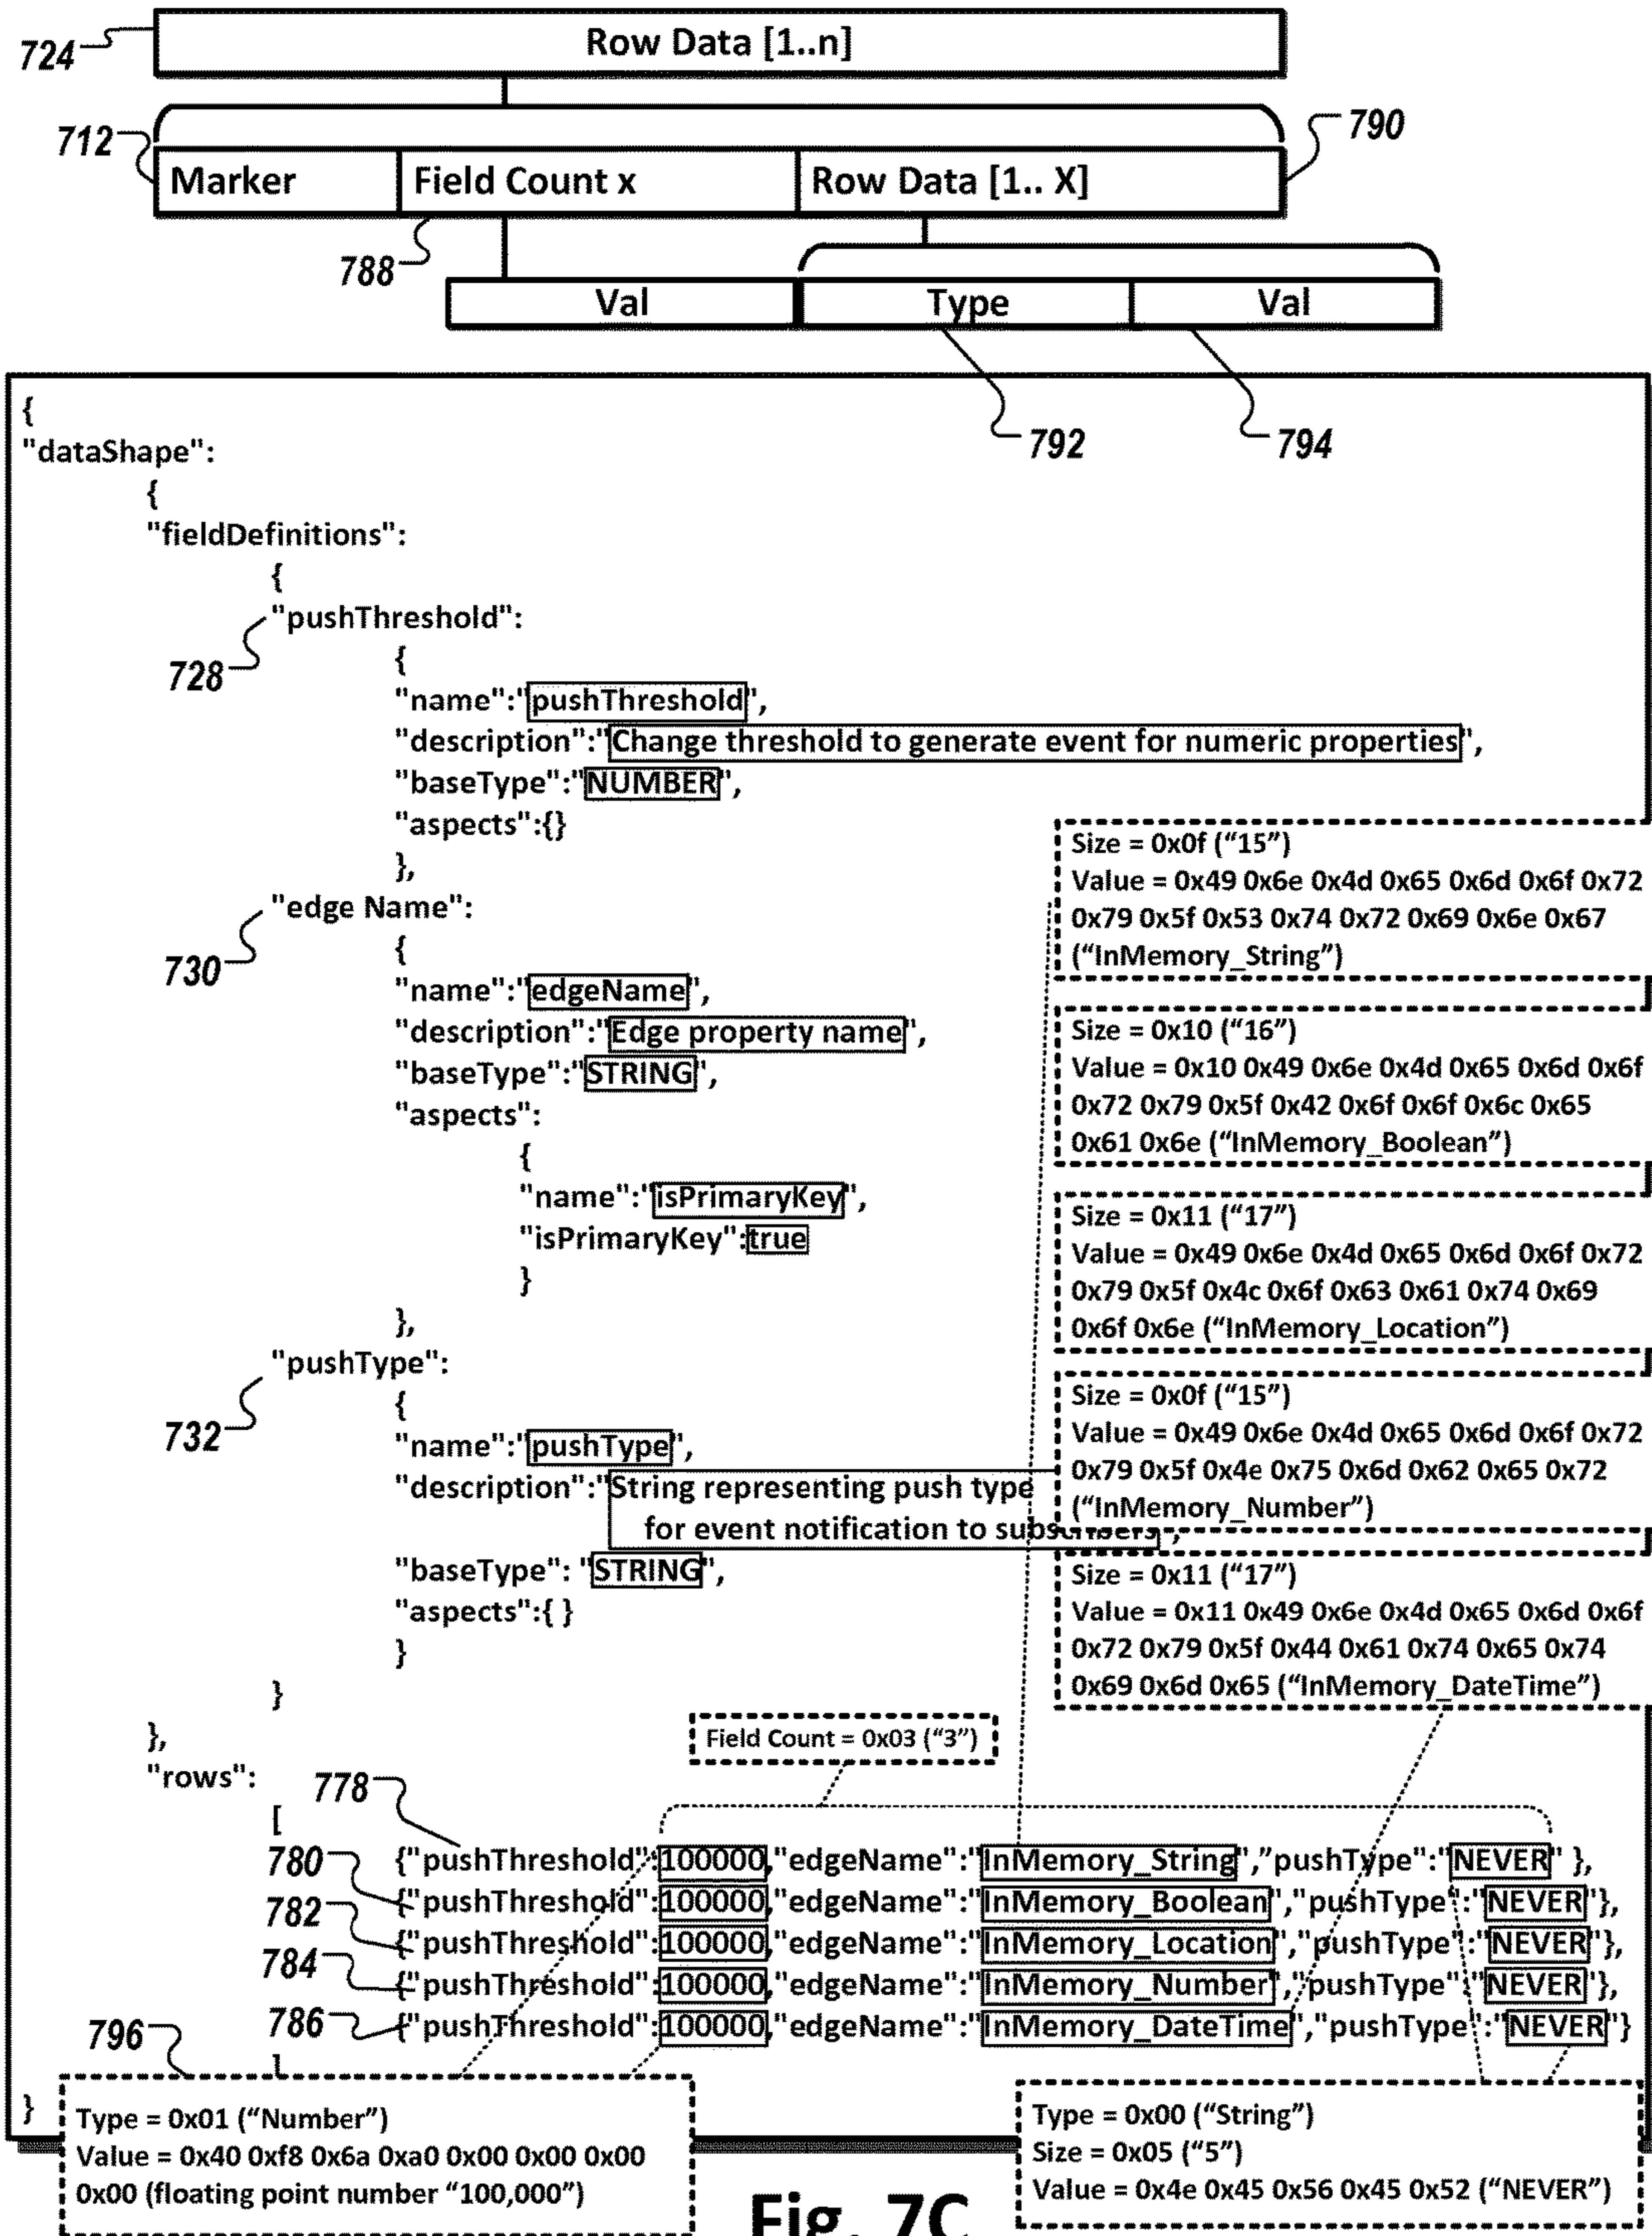 724
Row Data [1..n]
712
790
Marker
Field Count x
Row Data [1.. X]
788
Val
Type
Val
792
794
{
"dataShape":
{
"fieldDefinitions":
{
"pushThreshold":
728
{
"name":"pushThreshold",
"description":"Change threshold to generate event for numeric properties",
"baseType":"NUMBER",
"aspects":{}
},
"edge Name":
730
{
"name":"edgeName",
"description":"Edge property name",
"baseType":"STRING",
"aspects":
{
"name":"isPrimaryKey",
"isPrimaryKey":true
}
},
"pushType":
732
{
"name":"pushType",
"description":"String representing push type
for event notification to
"baseType": "STRING",
"aspects":{ }
}
}
},
Size = 0x0f (“15”)
Value = 0x49 0x6e 0x4d 0x65 0x6d 0x6f 0x72
0x79 0x5f 0x53 0x74 0x72 0x69 0x6e 0x67
(“InMemory_String”)
Size = 0x10 (“16”)
Value = 0x10 0x49 0x6e 0x4d 0x65 0x6d 0x6f
0x72 0x79 0x5f 0x42 0x6f 0x6f 0x6c 0x65
0x61 0x6e (“InMemory_Boolean”)
Size = 0x11 (“17”)
Value = 0x49 0x6e 0x4d 0x65 0x6d 0x6f 0x72
0x79 0x5f 0x4c 0x6f 0x63 0x61 0x74 0x69
0x6f 0x6e (“InMemory_Location”)
Size = 0x0f (“15”)
Value = 0x49 0x6e 0x4d 0x65 0x6d 0x6f 0x72
0x79 0x5f 0x4e 0x75 0x6d 0x62 0x65 0x72
(“InMemory_Number”)
Size = 0x11 (“17”)
Value = 0x11 0x49 0x6e 0x4d 0x65 0x6d 0x6f
0x72 0x79 0x5f 0x44 0x61 0x74 0x65 0x74
0x69 0x6d 0x65 (“InMemory_DateTime”)
Field Count = 0x03 (“3”)
"rows":
778
[
780
{"pushThreshold":100000,"edgeName":"InMemory_String","pushType":"NEVER" },
782
{"pushThreshold":100000,"edgeName":"InMemory_Boolean","pushType":"NEVER"},
{"pushThreshold":100000,"edgeName":"InMemory_Location","pushType":"NEVER"},
784
{"pushThreshold":100000,"edgeName":"InMemory_Number","pushType":"NEVER"},
786
{"pushThreshold":100000,"edgeName":"InMemory_DateTime","pushType":"NEVER"}
796
]
}
Type = 0x01 (“Number”)
Value = 0x40 0xf8 0x6a 0xa0 0x00 0x00 0x00
0x00 (floating point number “100,000”)
Type = 0x00 (“String”)
Size = 0x05 (“5”)
Value = 0x4e 0x45 0x56 0x45 0x52 (“NEVER”)
Fig. 7C